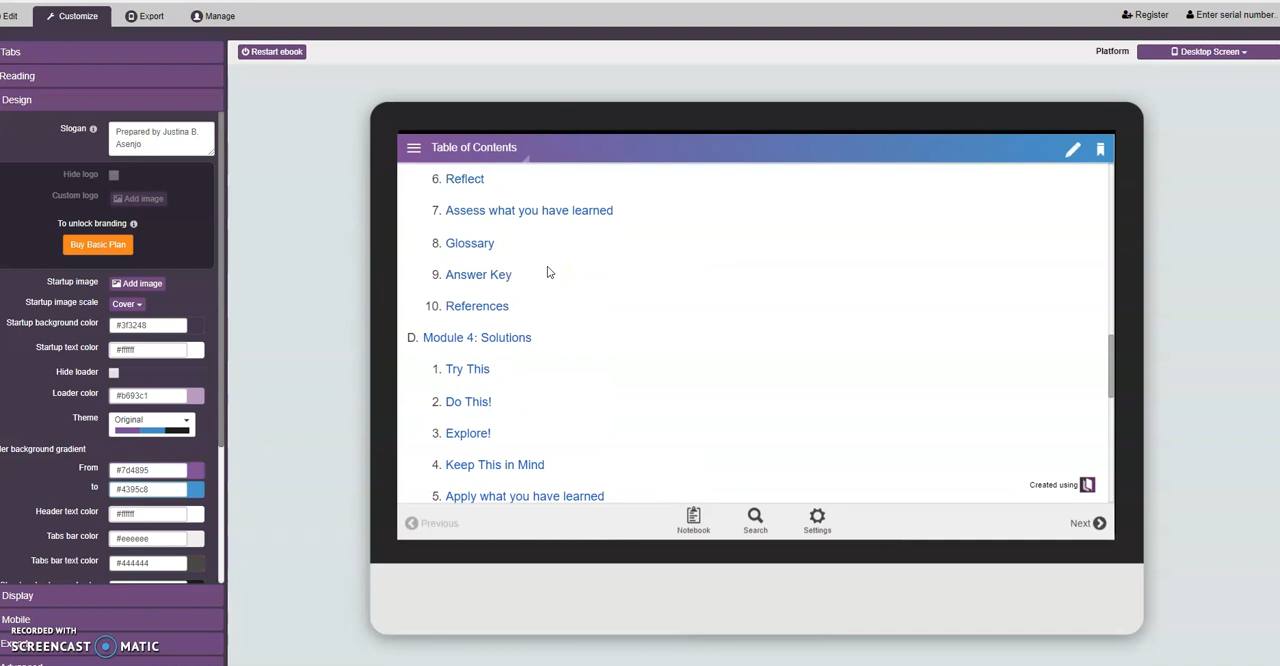 Edit
Customize
Export
Manage
Register
Enter serial number..
Tabs
Reading
Design
Restart ebook
Platform
Desktop Screen
Slogan
Prepared by Justina B.
Asenjo
Hide logo
Custom logo
Add image
To unlock branding
Buy Basic Plan
Startup image
Add image
Startup image scale
Cover
Startup background color
#3f3248
Startup text color
#ffffff
Hide loader
Loader color
#b693c1
Theme
Original
der background gradient
From
#7d4895
to
#4395c8
Header text color
#ffffff
Tabs bar color
#eeeeee
Tabs bar text color
#444444
Display
Mobile
RECORDED WITH
SCREENCAST MATIC
Table of Contents
6. Reflect
7. Assess what you have learned
8. Glossary
9. Answer Key
10. References
D. Module 4: Solutions
1. Try This
2. Do This!
3. Explore!
4. Keep This in Mind
5. Apply what you have learned
Created using
Previous
Notebook
Search
Settings
Next